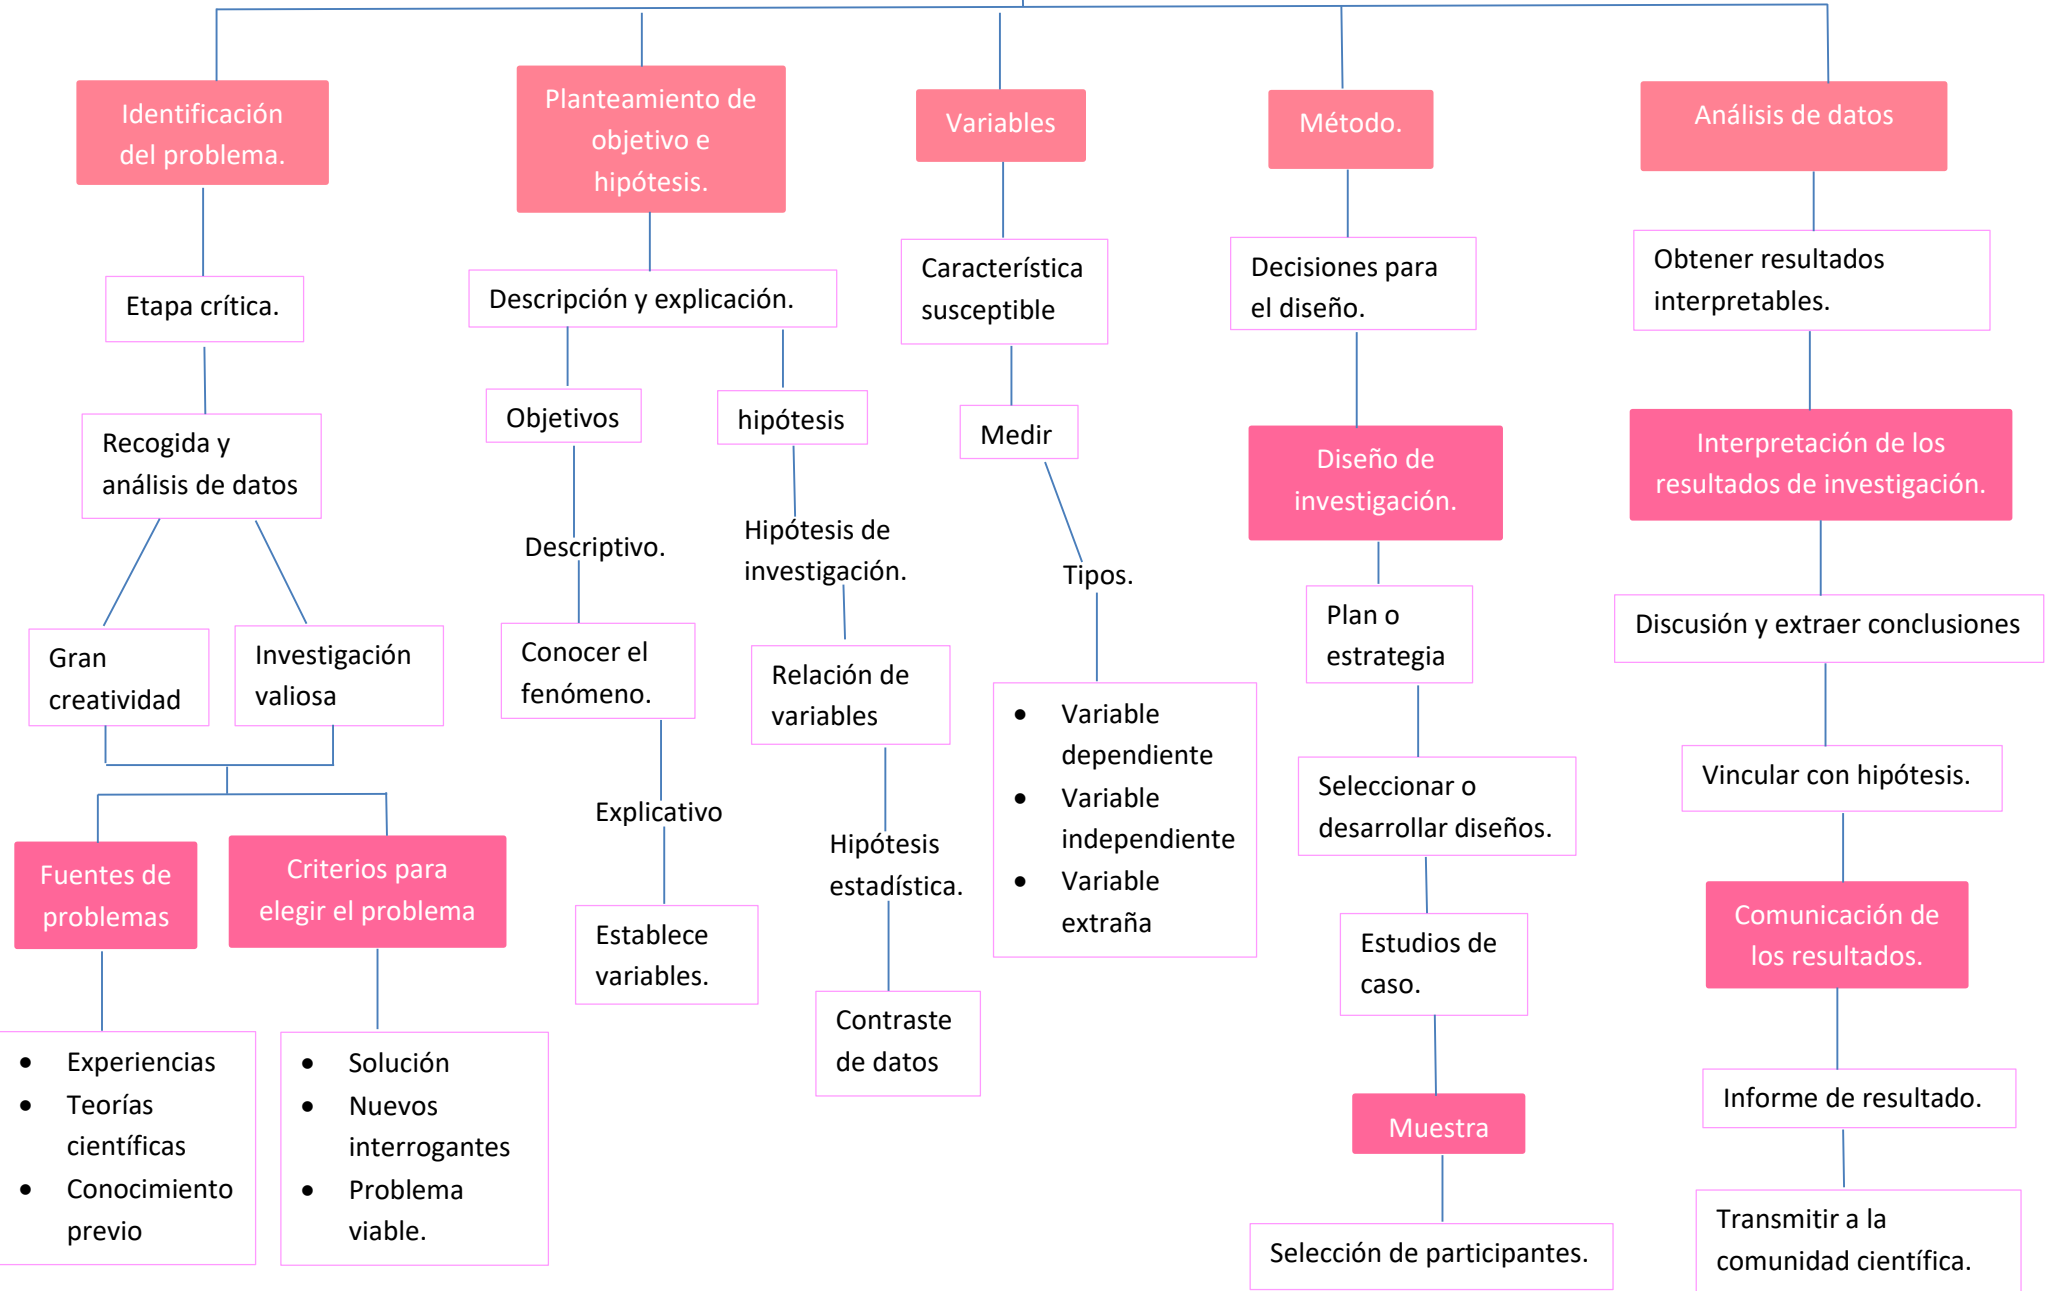 Identificación
del problema.
Etapa crítica.
Recogida y
análisis de datos
Gran
creatividad
Investigación
valiosa
Fuentes de
problemas
Criterios para
elegir el problema
• Experiencias
• Teorías
científicas
• Conocimiento
previo
• Solución
• Nuevos
interrogantes
• Problema
viable.
Planteamiento de
objetivo e
hipótesis.
Descripción y explicación.
Objetivos
Descriptivo.
Conocer el
fenómeno.
Explicativo
Establece
variables.
hipótesis
Hipótesis de
investigación.
Relación de
variables
Hipótesis
estadística.
Contraste
de datos
Variables
Característica
susceptible
Medir
Tipos.
• Variable
dependiente
• Variable
independiente
• Variable
extraña
Método.
Decisiones para
el diseño.
Diseño de
investigación.
Plan o
estrategia
Seleccionar o
desarrollar diseños.
Estudios de
caso.
Muestra
Selección de participantes.
Análisis de datos
Obtener resultados
interpretables.
Interpretación de los
resultados de investigación.
Discusión y extraer conclusiones
Vincular con hipótesis.
Comunicación de
los resultados.
Informe de resultado.
Transmitir a la
comunidad científica.